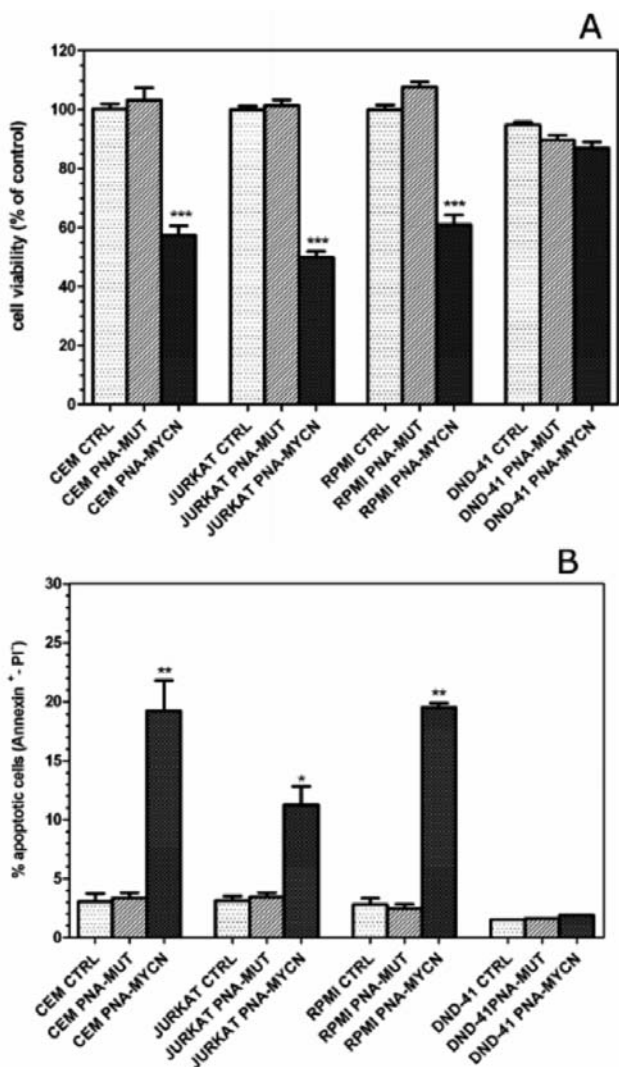 A
cell viability (% of control)
120
100
80
60
40
20
0
***
***
***
CEM CTRL
CEM PNA-MUT
CEM PNA-MYCN
JURKAT CTRL
JURKAT PNA-MUT
JURKAT PNA-MYCN
RPMI CTRL
RPMI PNA-MUT
RPMI PNA-MYCN
DND-41 CTRL
DND-41 PNA-MUT
DND-41 PNA-MYCN
B
% apoptotic cells (Annexin ⁺- PI⁻)
30
25
20
15
10
5
0
**
*
**
CEM CTRL
CEM PNA-MUT
CEM PNA-MYCN
JURKAT CTRL
JURKAT PNA-MUT
JURKAT PNA-MYCN
RPMI CTRL
RPMI PNA-MUT
RPMI PNA-MYCN
DND-41 CTRL
DND-41PNA-MUT
DND-41 PNA-MYCN